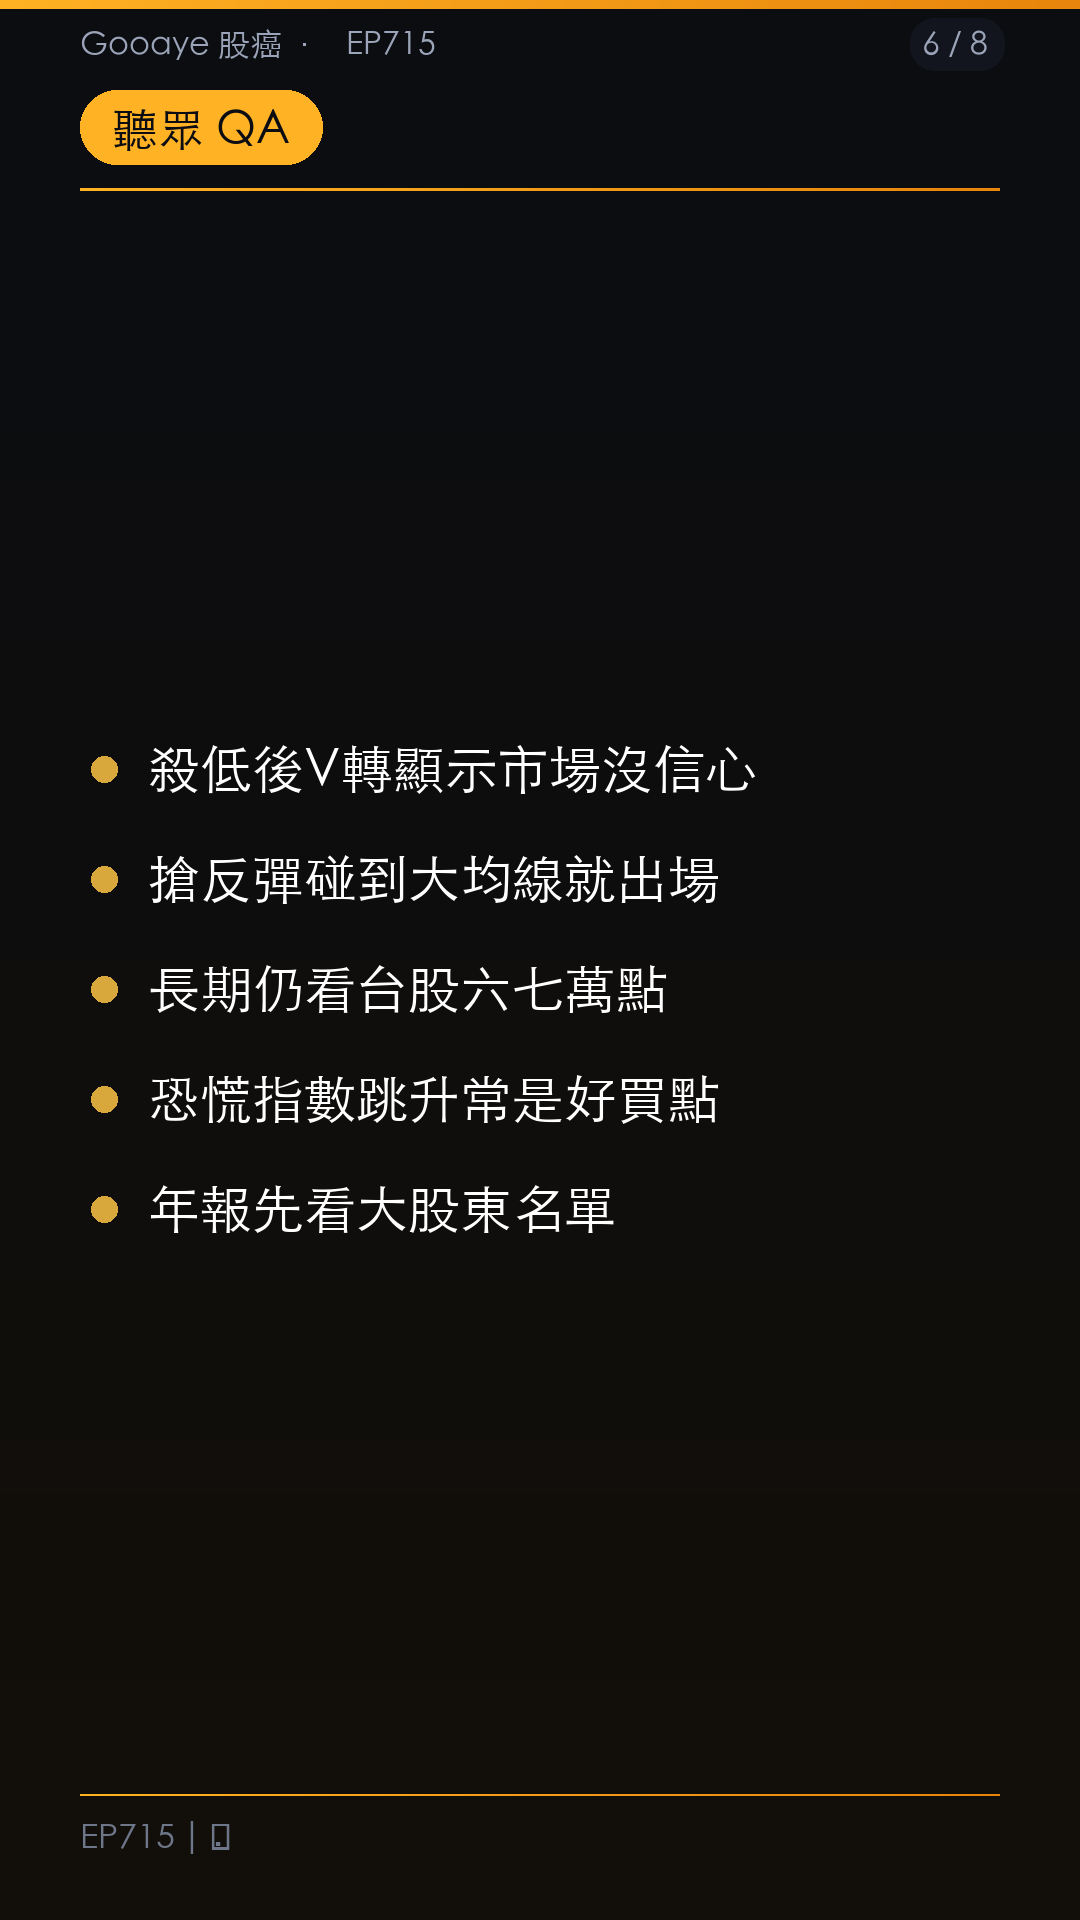 Gooaye 股癌 · EP715
6 / 8
聽眾 QA
殺低後V轉顯示市場沒信心
搶反彈碰到大均線就出場
長期仍看台股六七萬點
恐慌指數跳升常是好買點
年報先看大股東名單
EP715 |